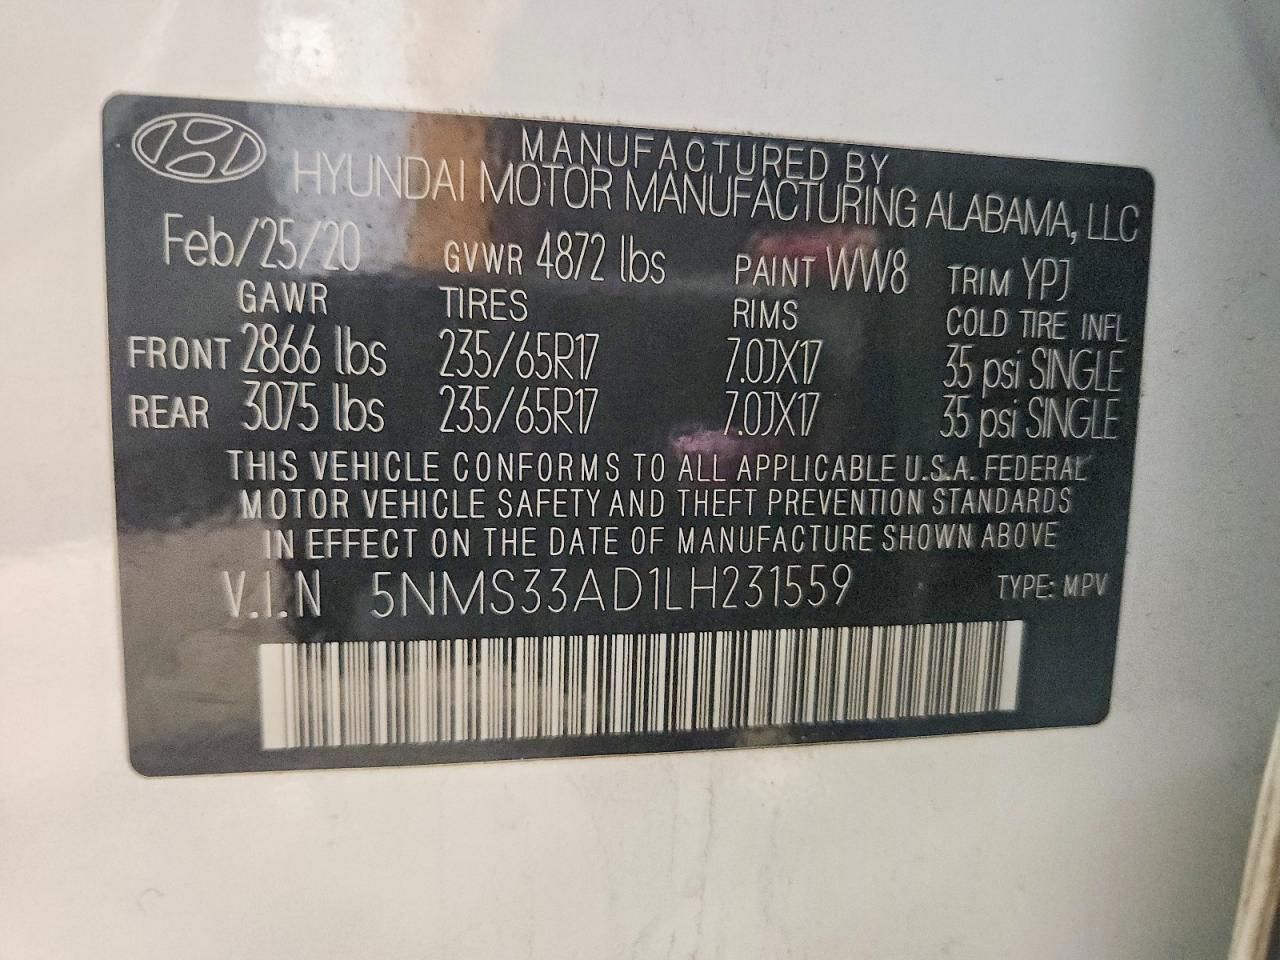 MANUFACTURED BY
HYUNDAI MOTOR MANUFACTURING ALABAMA, LLC
Feb/25/20 GVWR 4872 lbs PAINT WW8 TRIM YPJ
GAWR TIRES RIMS COLD TIRE INFL
FRONT 2866 lbs 235/65R17 7.0JX17 35 psi SINGLE
REAR 3075 lbs 235/65R17 7.0JX17 35 psi SINGLE
THIS VEHICLE CONFORMS TO ALL APPLICABLE U.S.A. FEDERAL
MOTOR VEHICLE SAFETY AND THEFT PREVENTION STANDARDS
IN EFFECT ON THE DATE OF MANUFACTURE SHOWN ABOVE
V.I.N 5NMS33AD1LH231559 TYPE: MPV